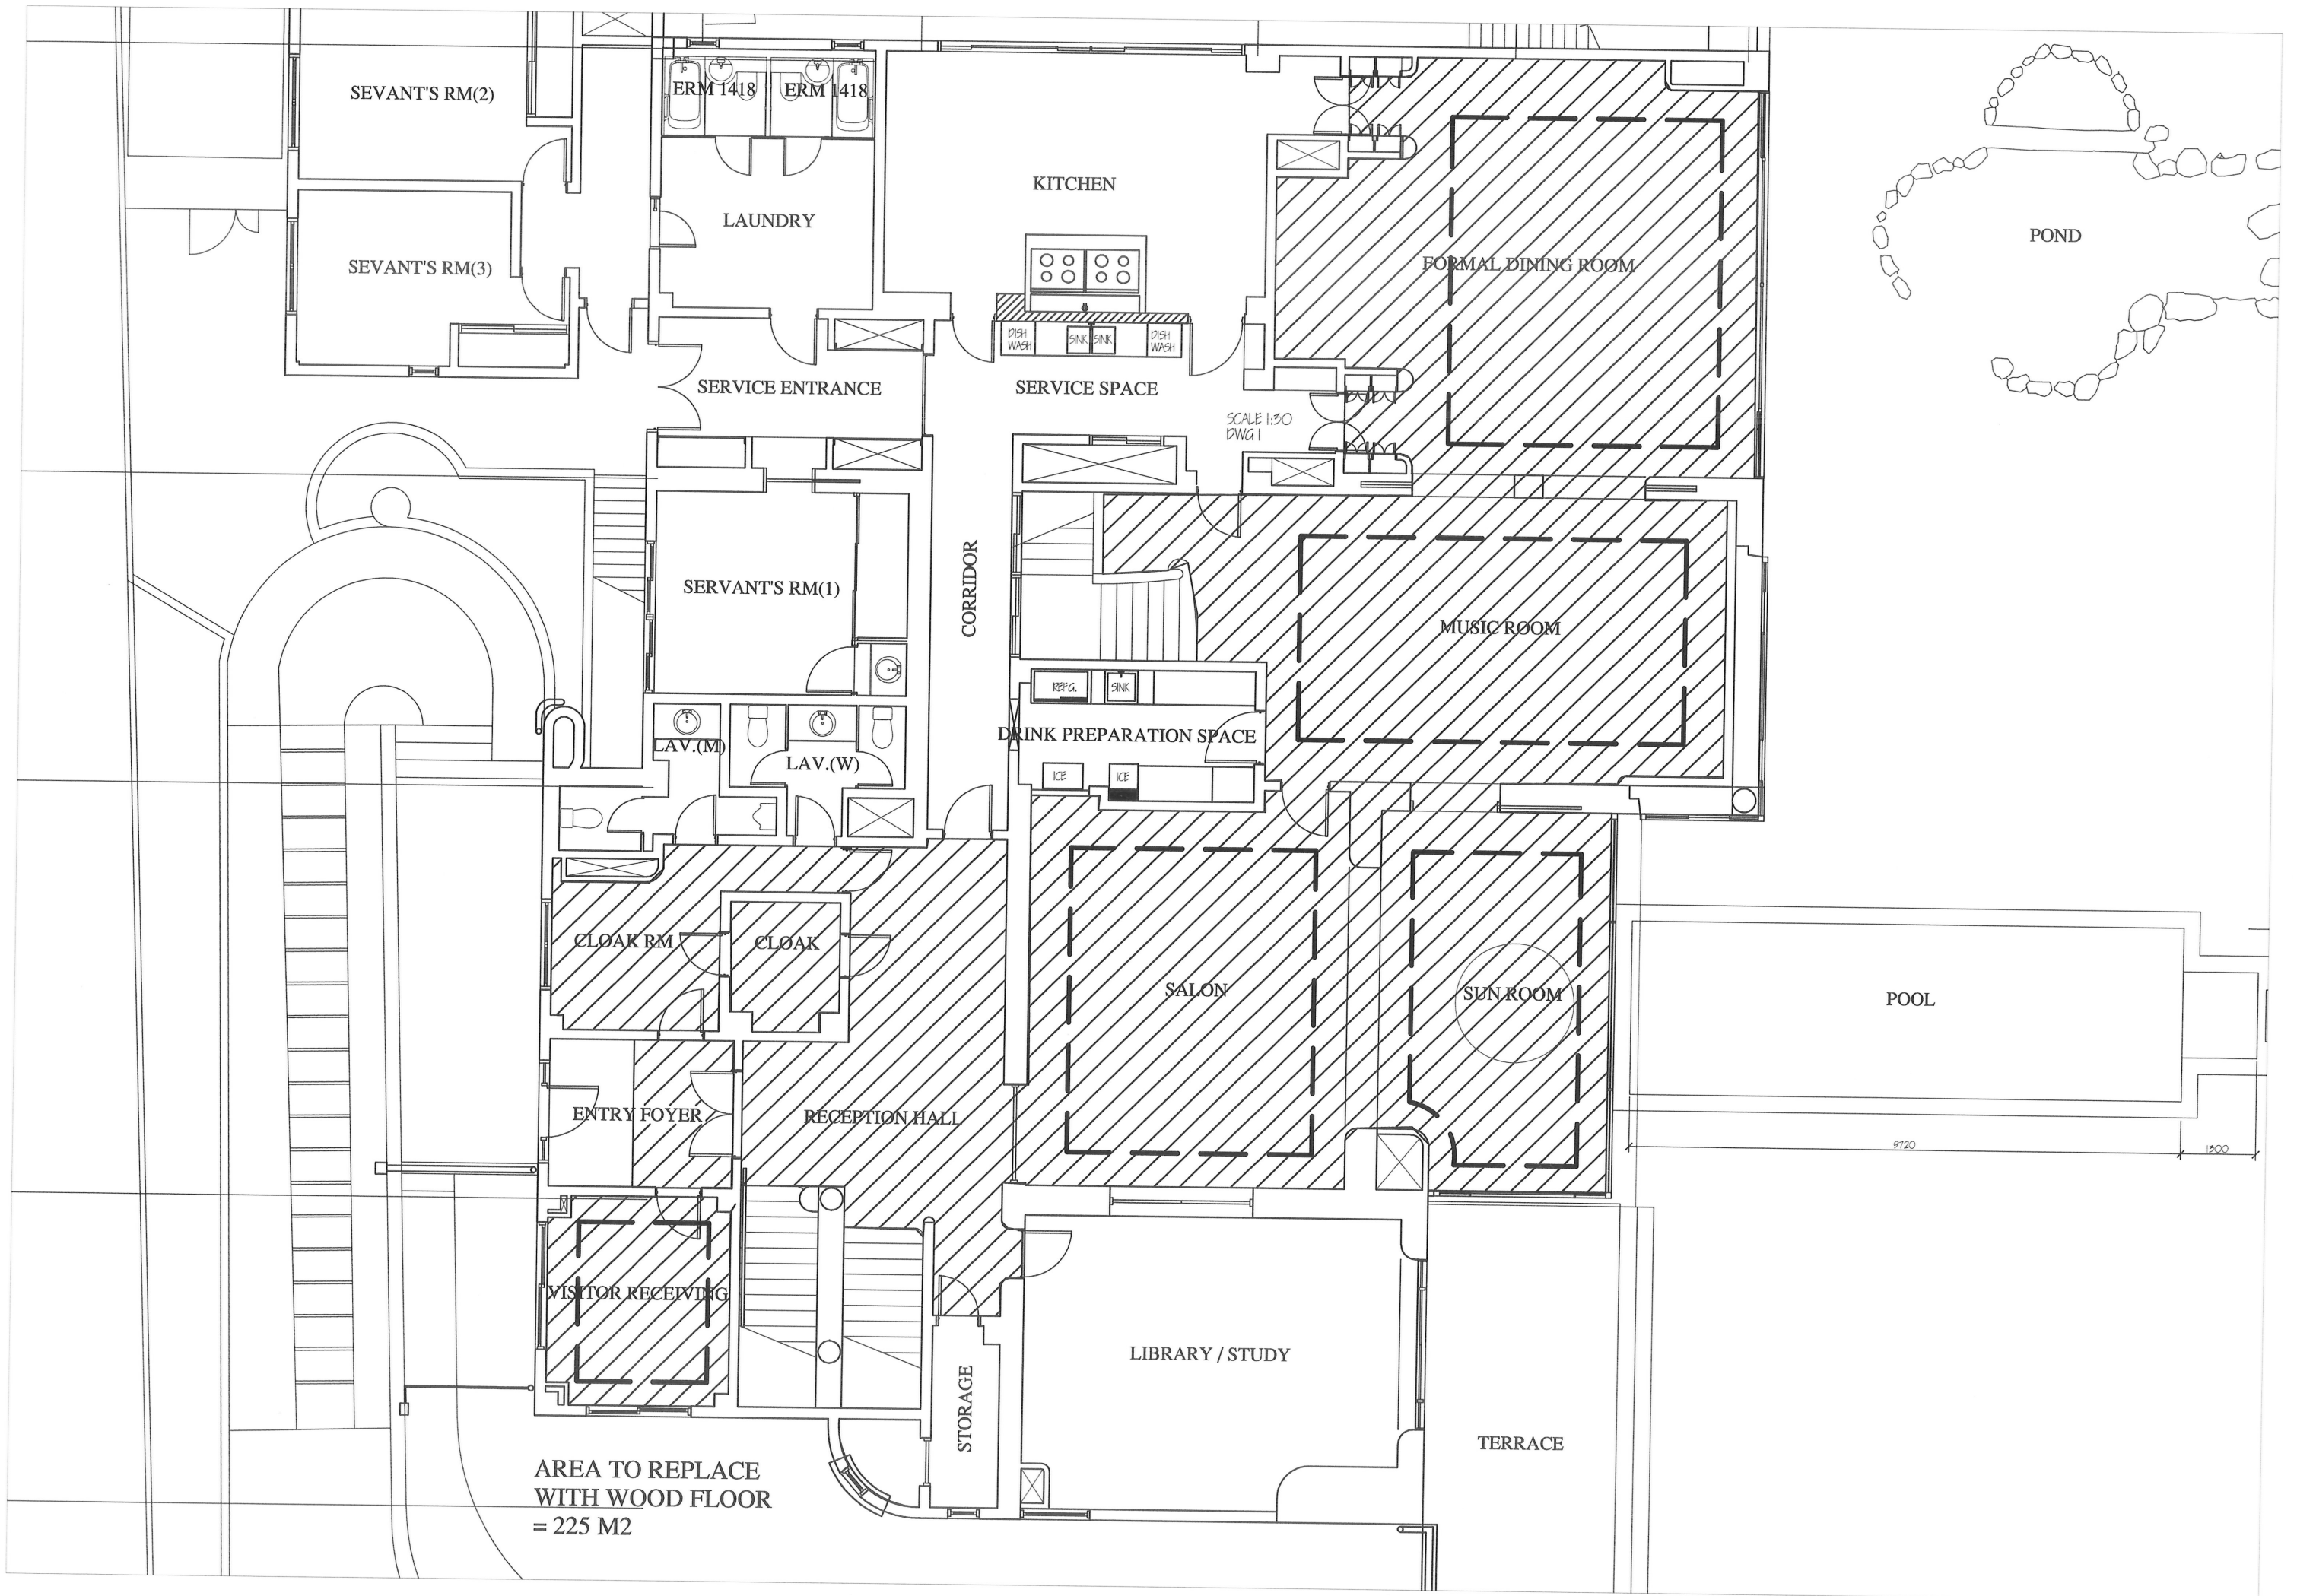 SEVANT'S RM(2)
ERM 1418
ERM 1418
KITCHEN
LAUNDRY
SEVANT'S RM(3)
FORMAL DINING ROOM
POND
DISH
WASH
SINK
SINK
DISH
WASH
SERVICE ENTRANCE
SERVICE SPACE
SCALE 1:30
DWG 1
SERVANT'S RM(1)
CORRIDOR
MUSIC ROOM
REFG.
SINK
DRINK PREPARATION SPACE
LAV.(M)
LAV.(W)
ICE
ICE
CLOAK RM
CLOAK
SALON
SUN ROOM
POOL
ENTRY FOYER
RECEPTION HALL
9720
1300
VISITOR RECEIVING
LIBRARY / STUDY
STORAGE
TERRACE
AREA TO REPLACE
WITH WOOD FLOOR
= 225 M2